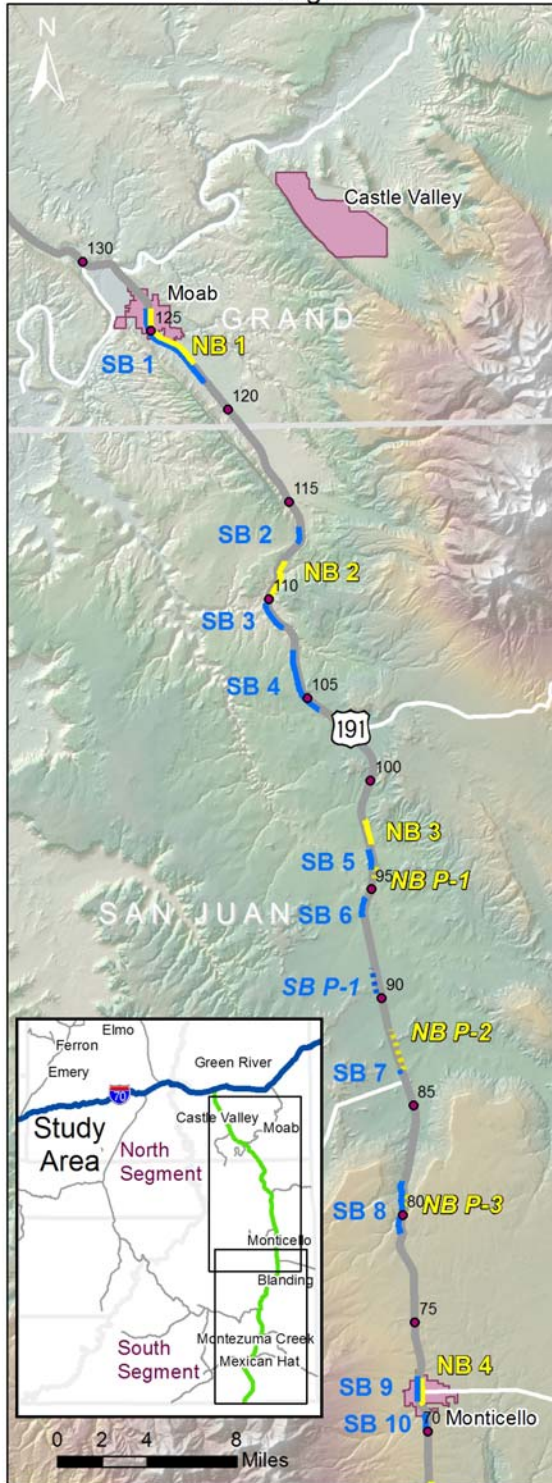 N
Castle Valley
130
Moab
125
GRAND
NB 1
SB 1
120
115
SB 2
NB 2
110
SB 3
SB 4
105
191
100
NB 3
SB 5
95
NB P-1
SAN JUAN
SB 6
SB P-1
90
NB P-2
SB 7
85
SB 8
80
NB P-3
75
NB 4
SB 9
SB 10
70
Monticello
Elmo
Ferron
Green River
Emery
70
Castle Valley
Study
Area
Moab
North
Segment
Monticello
Blanding
South
Segment
Montezuma Creek
Mexican Hat
0 2 4 8
Miles